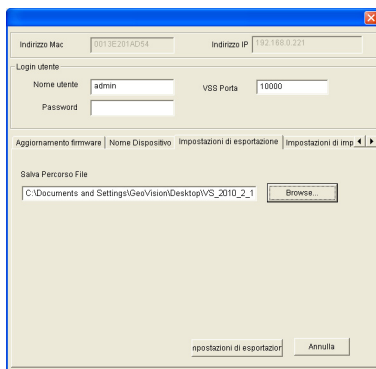 Indirizzo Mac 0013E201AD54 Indirizzo IP 192.168.0.221
Login utente
Nome utente admin VSS Porta 10000
Password
Aggiornamento firmware Nome Dispositivo Impostazioni di esportazione Impostazioni di imp
Salva Percorso File
C:\Documents and Settings\GeoVision\Desktop\VS_2010_2_1 Browse...
npostazioni di esportazior Annulla